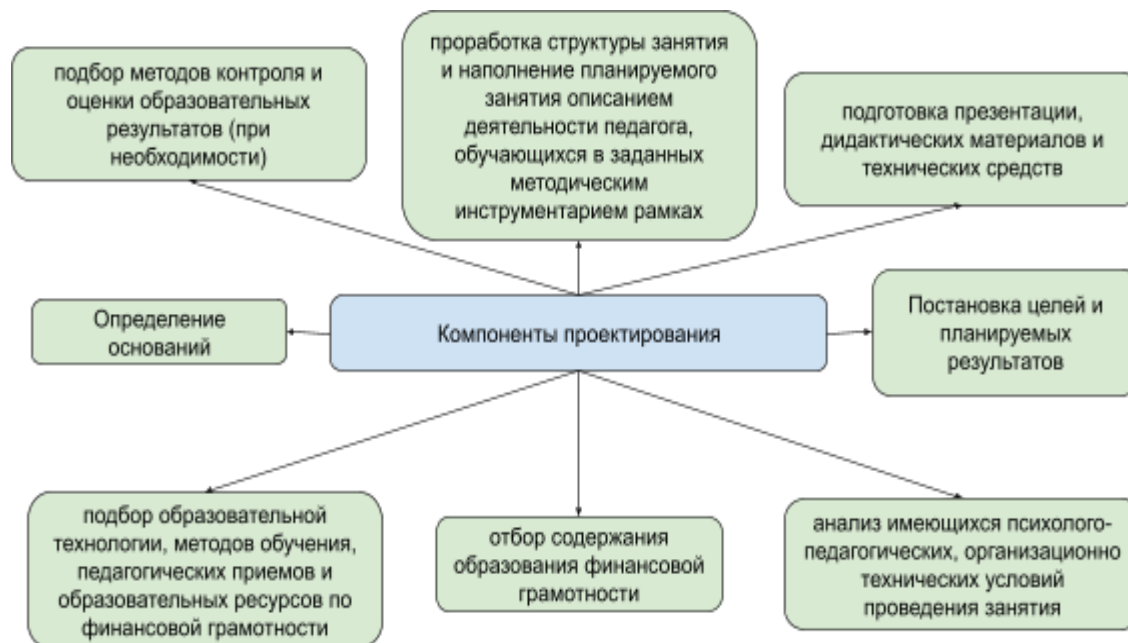 подбор методов контроля и
оценки образовательных
результатов (при
необходимости)
проработка структуры занятия
и наполнение планируемого
занятия описанием
деятельности педагога,
обучающихся в заданных
методическим
инструментарием рамках
подготовка презентации,
дидактических материалов и
технических средств
Определение
оснований
Компоненты проектирования
Постановка целей и
планируемых
результатов
подбор образовательной
технологии, методов обучения,
педагогических приемов и
образовательных ресурсов по
финансовой грамотности
отбор содержания
образования финансовой
грамотности
анализ имеющихся психолого-
педагогических, организационно
технических условий
проведения занятия